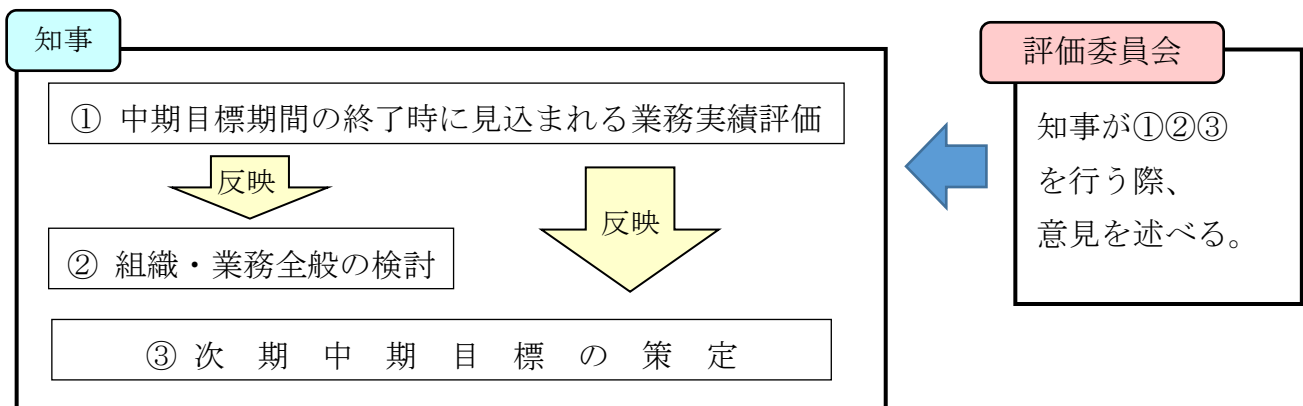 知事
① 中期目標期間の終了時に見込まれる業務実績評価
反映
反映
② 組織・業務全般の検討
③ 次 期 中 期 目 標 の 策 定
評価委員会
知事が①②③
を行う際、
意見を述べる。